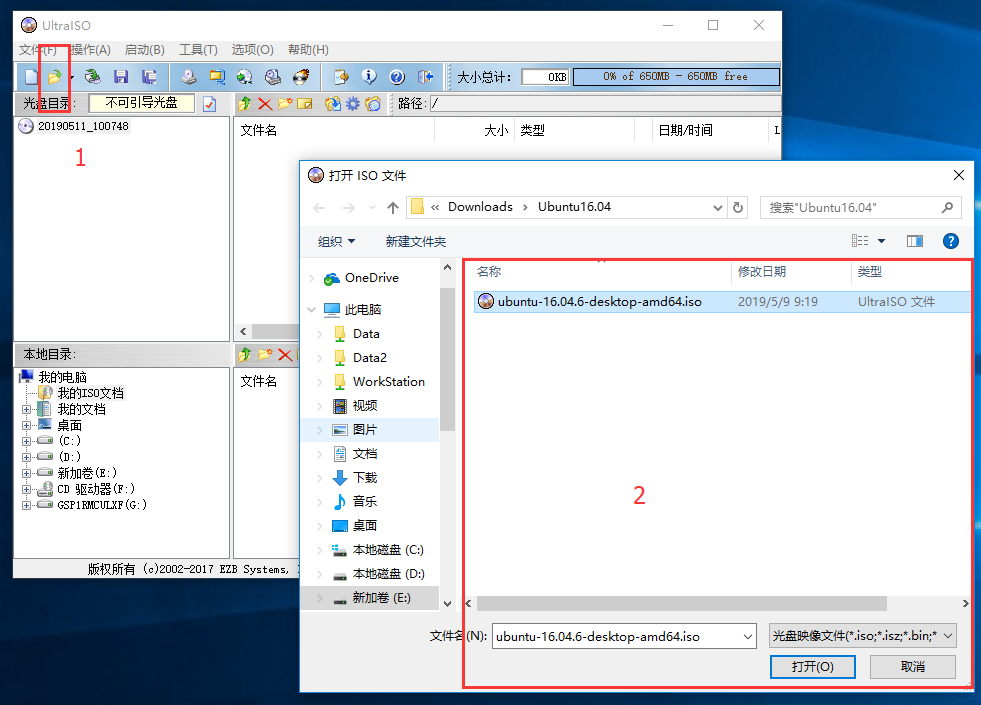 UltraISO
文件(F) 操作(A) 启动(B) 工具(T) 选项(O) 帮助(H)
大小总计: 0KB 0% of 650MB - 650MB free
光盘目录: 不可引导光盘 路径: /
20190511_100748
文件名 大小 类型 日期/时间 L
1
打开 ISO 文件
« Downloads › Ubuntu16.04 搜索"Ubuntu16.04"
组织 新建文件夹
名称 修改日期 类型
ubuntu-16.04.6-desktop-amd64.iso 2019/5/9 9:19 UltraISO 文件
OneDrive
此电脑
Data
Data2
WorkStation
视频
图片
文档
下载
音乐
桌面
本地磁盘 (C:)
本地磁盘 (D:)
新加卷 (E:)
2
本地目录:
文件名
我的电脑
我的ISO文档
我的文档
桌面
(C:)
(D:)
新加卷(E:)
CD 驱动器(F:)
GSP1RMCULXF(G:)
版权所有 (c)2002-2017 EZB Systems,
文件名(N): ubuntu-16.04.6-desktop-amd64.iso 光盘映像文件(*.iso;*.isz;*.bin;*
打开(O) 取消